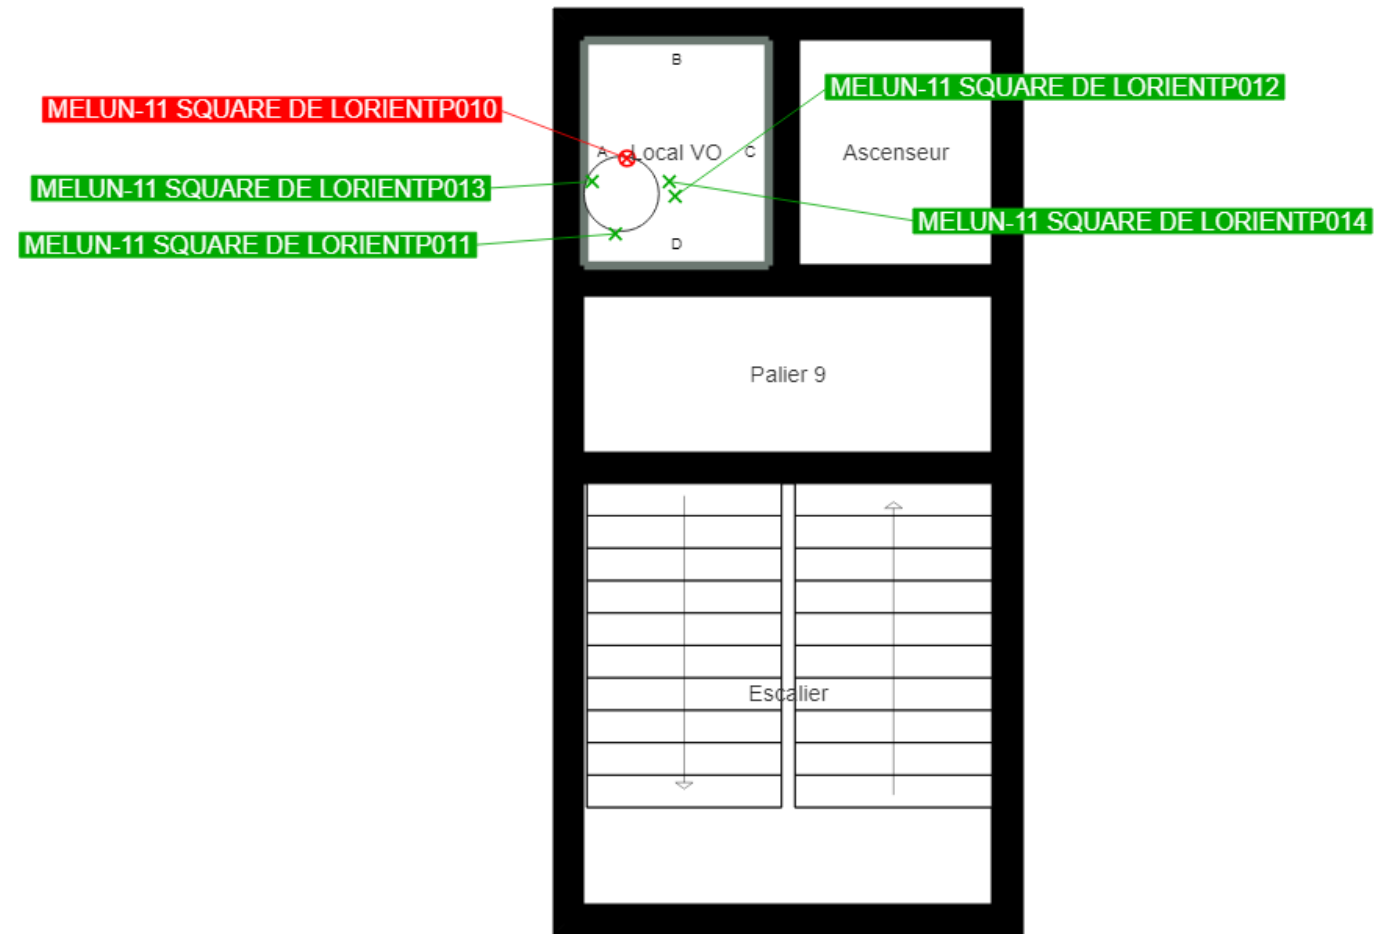 B
MELUN-11 SQUARE DE LORIENTP012
MELUN-11 SQUARE DE LORIENTP010
A
Local VO
C
Ascenseur
MELUN-11 SQUARE DE LORIENTP013
MELUN-11 SQUARE DE LORIENTP014
MELUN-11 SQUARE DE LORIENTP011
D
Palier 9
Escalier